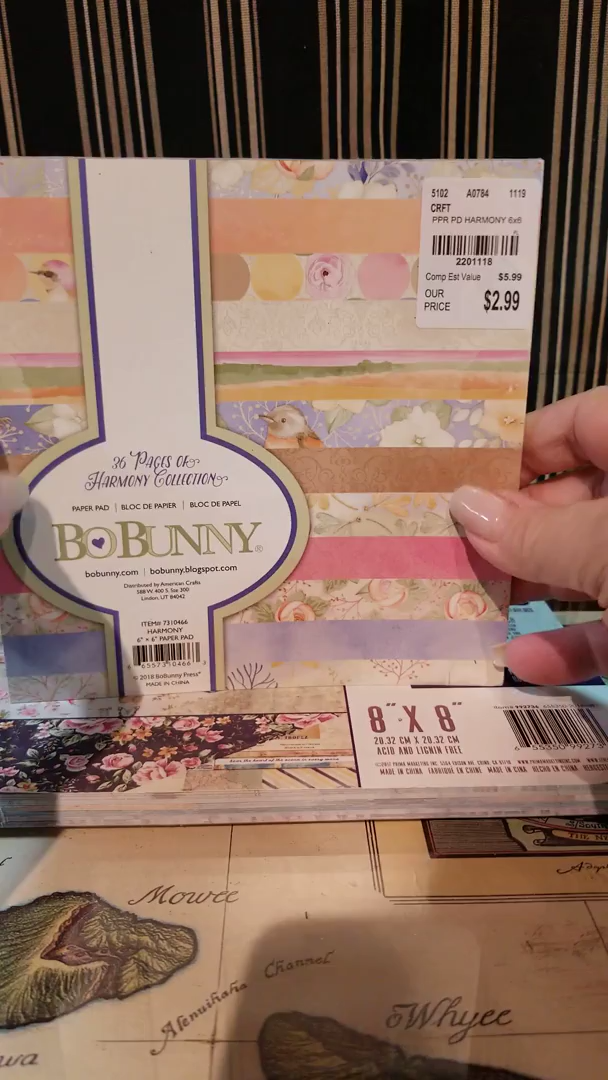 5102 A0784 1119
CRFT
PPR PD HARMONY 6x6
2201118
Comp Est Value $5.99
OUR PRICE $2.99
36 Pages of
Harmony Collection
PAPER PAD | BLOC DE PAPIER | BLOC DE PAPEL
BOBUNNY®
bobunny.com | bobunny.blogspot.com
Distributed by American Crafts
588 W. 400 S. Ste 300
Lindon, UT 84042
ITEM# 7310466
HARMONY
6" x 6" PAPER PAD
© 2018 BoBunny Press®
MADE IN CHINA
8" X 8"
20.32 CM X 20.32 CM
ACID AND LIGNIN FREE
MADE IN CHINA
THE
Mowee
Alenuihaha Channel
OWhyee